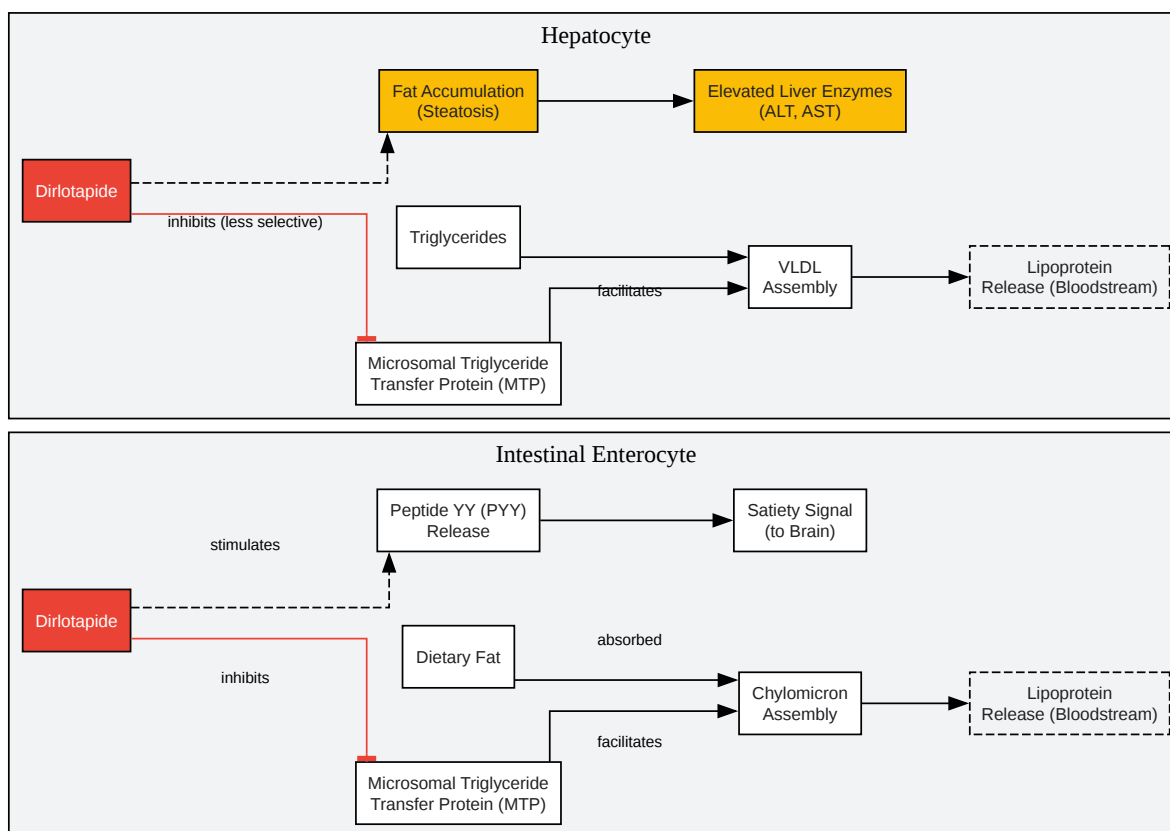 Hepatocyte
Fat Accumulation
(Steatosis)
Elevated Liver Enzymes
(ALT, AST)
Dirlotapide
inhibits (less selective)
Triglycerides
VLDL
Assembly
Lipoprotein
Release (Bloodstream)
facilitates
Microsomal Triglyceride
Transfer Protein (MTP)
Intestinal Enterocyte
Peptide YY (PYY)
Release
Satiety Signal
(to Brain)
stimulates
Dirlotapide
inhibits
Dietary Fat
absorbed
Chylomicron
Assembly
Lipoprotein
Release (Bloodstream)
facilitates
Microsomal Triglyceride
Transfer Protein (MTP)